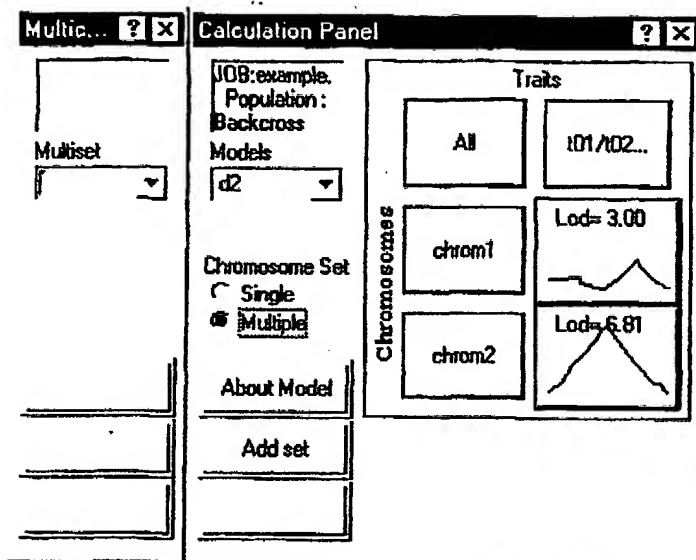 Multic... ? X
Multiset
Calculation Panel ? X
JOB:example.
Population :
Backcross
Models
d2
Chromosome Set
Single
Multiple
About Model
Add set
Traits
All
t01/t02...
Chromosomes
chrom1
Lod= 3.00
chrom2
Lod=6.81